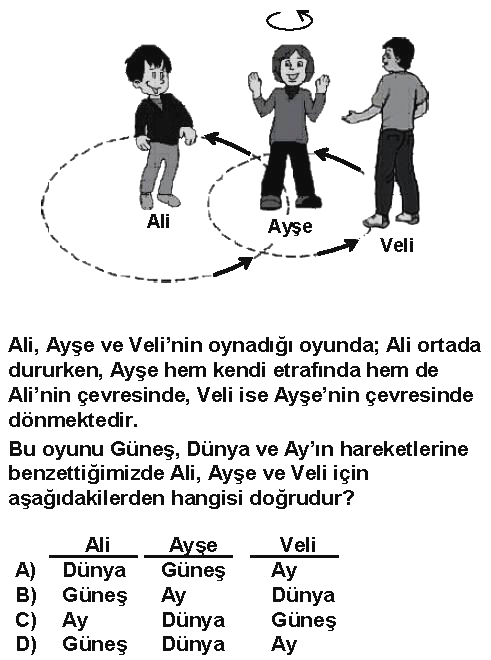 Ali
Ayşe
Veli
Ali, Ayşe ve Veli'nin oynadığı oyunda; Ali ortada
dururken, Ayşe hem kendi etrafında hem de
Ali'nin çevresinde, Veli ise Ayşe'nin çevresinde
dönmektedir.
Bu oyunu Güneş, Dünya ve Ay'ın hareketlerine
benzettiğimizde Ali, Ayşe ve Veli için
aşağıdakilerden hangisi doğrudur?
Ali Ayşe Veli
A) Dünya Güneş Ay
B) Güneş Ay Dünya
C) Ay Dünya Güneş
D) Güneş Dünya Ay